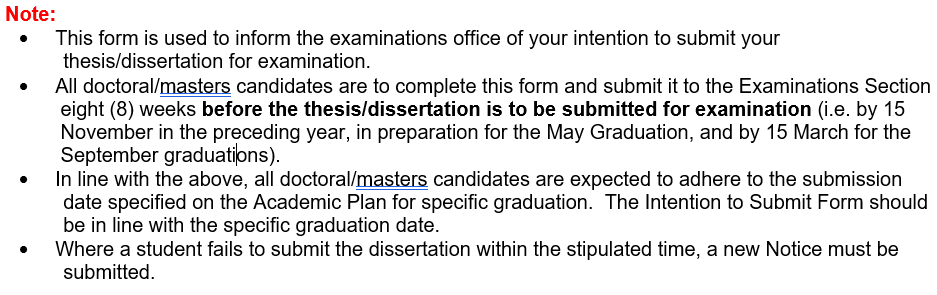 Note:
• This form is used to inform the examinations office of your intention to submit your
thesis/dissertation for examination.
• All doctoral/masters candidates are to complete this form and submit it to the Examinations Section
eight (8) weeks before the thesis/dissertation is to be submitted for examination (i.e. by 15
November in the preceding year, in preparation for the May Graduation, and by 15 March for the
September graduations).
• In line with the above, all doctoral/masters candidates are expected to adhere to the submission
date specified on the Academic Plan for specific graduation.  The Intention to Submit Form should
be in line with the specific graduation date.
• Where a student fails to submit the dissertation within the stipulated time, a new Notice must be
submitted.